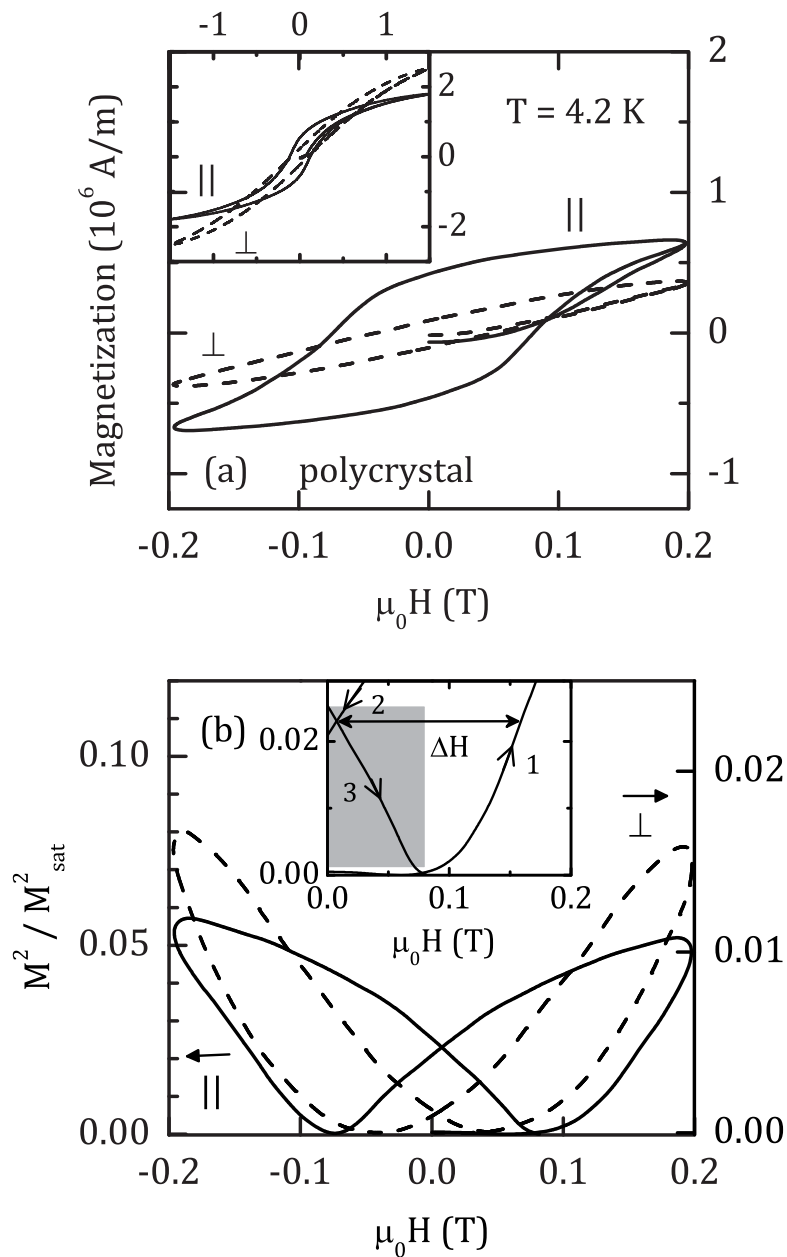 -1 0 1
2
0
-2
||
⊥
T = 4.2 K
||
⊥
2
1
0
-1
Magnetization (10⁶ A/m)
(a) polycrystal
-0.2 -0.1 0.0 0.1 0.2
μ₀H (T)
(b)
0.02
0.00
2
ΔH
1
3
0.0 0.1 0.2
μ₀H (T)
0.10
0.05
0.00
M² / M²sat
0.02
0.01
0.00
⊥
||
-0.2 -0.1 0.0 0.1 0.2
μ₀H (T)